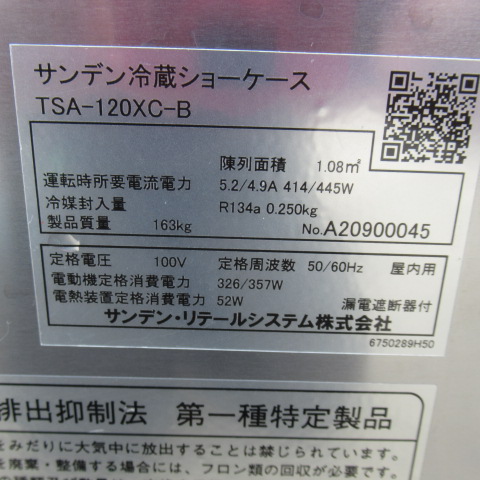 サンデン冷蔵ショーケース
TSA-120XC-B
陳列面積 1.08㎡
運転時所要電流電力 5.2/4.9A 414/445W
冷媒封入量 R134a 0.250kg
製品質量 163kg No.A20900045
定格電圧 100V 定格周波数 50/60Hz 屋内用
電動機定格消費電力 326/357W
電熱装置定格消費電力 52W 漏電遮断器付
サンデン・リテールシステム株式会社
6750289H50
排出抑制法 第一種特定製品
をみだりに大気中に放出することは禁じられています。
を廃棄・整備する場合には、フロン類の回収が必要です。